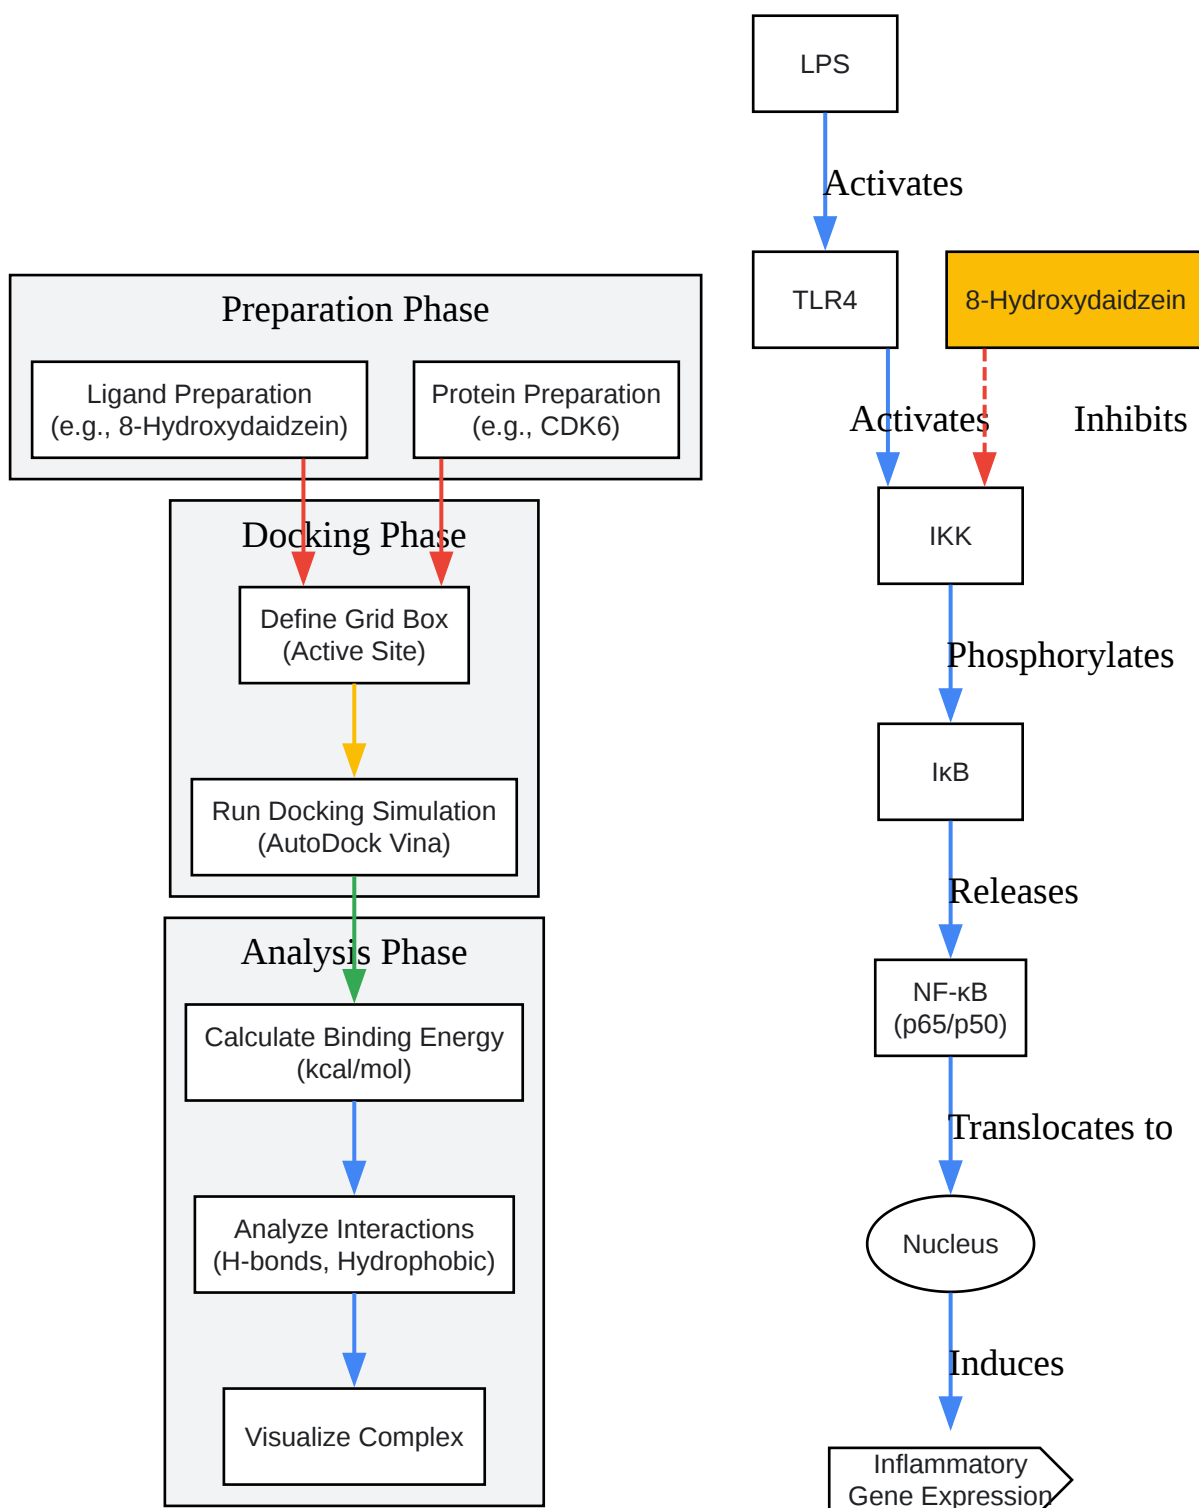 Preparation Phase
Ligand Preparation
(e.g., 8-Hydroxydaidzein)
Protein Preparation
(e.g., CDK6)
Docking Phase
Define Grid Box
(Active Site)
Run Docking Simulation
(AutoDock Vina)
Analysis Phase
Calculate Binding Energy
(kcal/mol)
Analyze Interactions
(H-bonds, Hydrophobic)
Visualize Complex
LPS
Activates
TLR4
8-Hydroxydaidzein
Activates
Inhibits
IKK
Phosphorylates
IκB
Releases
NF-κB
(p65/p50)
Translocates to
Nucleus
Induces
Inflammatory
Gene Expression